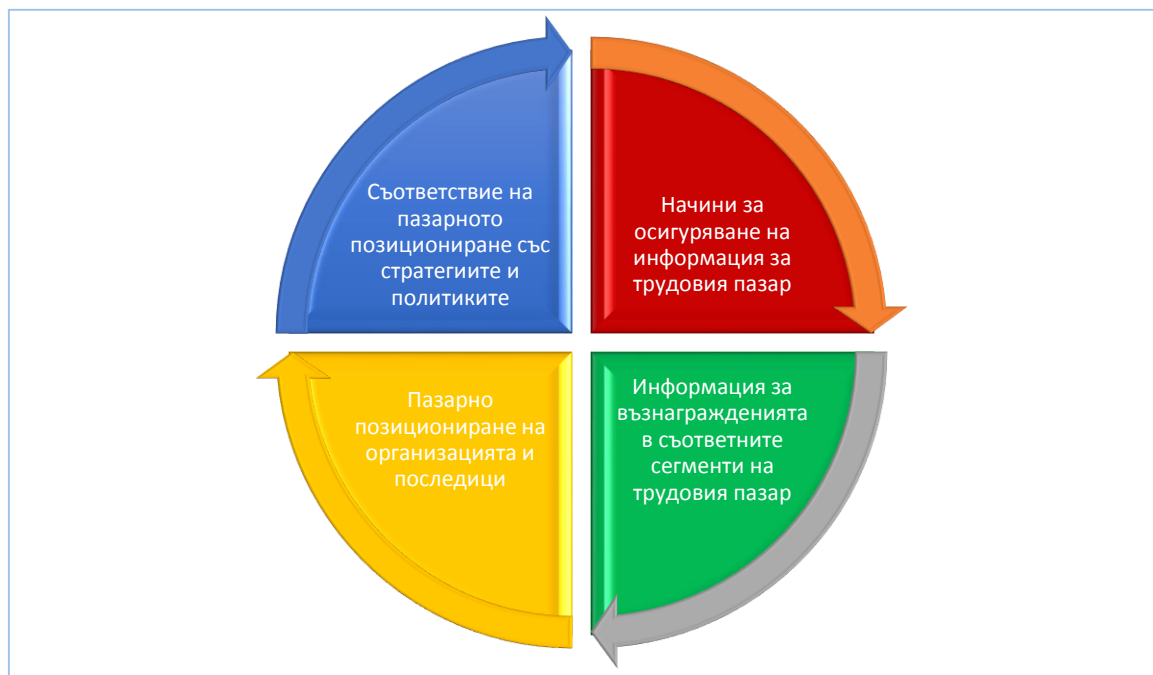 Съответствие на
пазарното
позициониране със
стратегиите и
политиките
Начини за
осигуряване на
информация за
трудовия пазар
Пазарно
позициониране на
организацията и
последици
Информация за
възнагражденията
в съответните
сегменти на
трудовия пазар